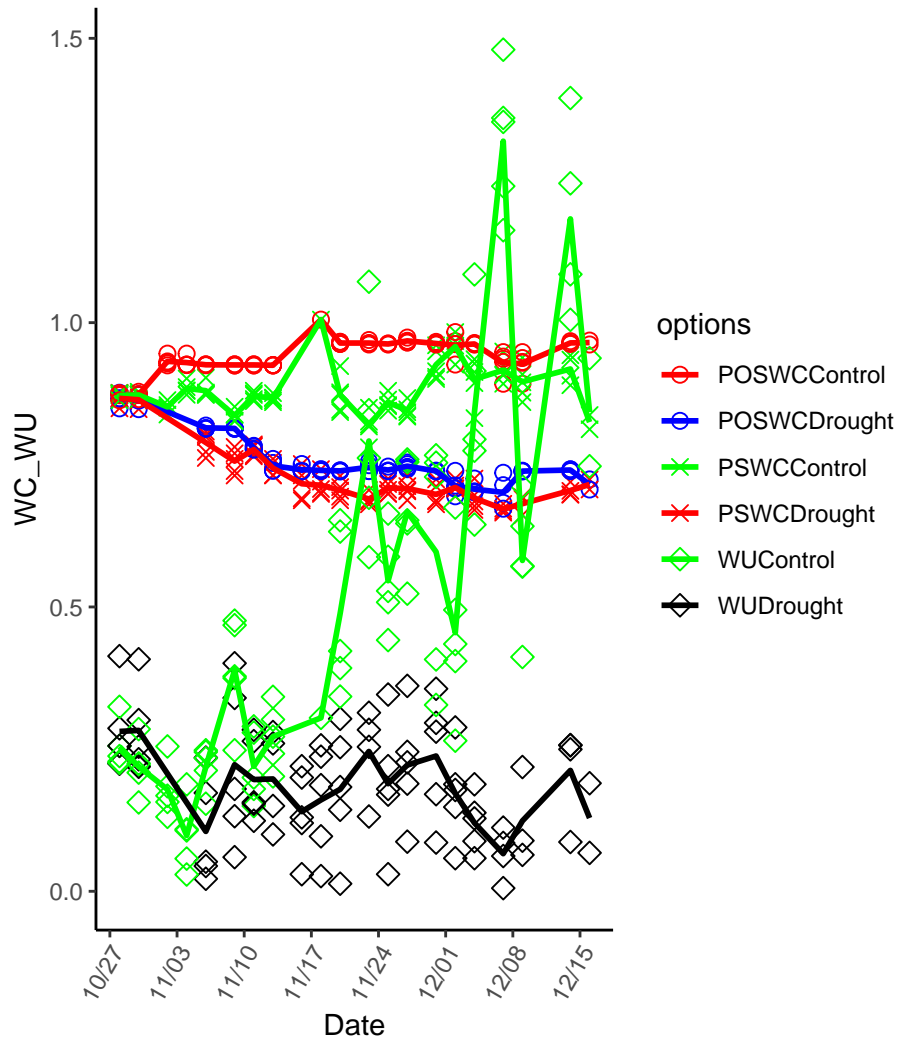 WC_WU
1.5
1.0
0.5
0.0
10/27
11/03
11/10
11/17
11/24
12/01
12/08
12/15
Date
options
POSWCControl
POSWCDrought
PSWCControl
PSWCDrought
WUControl
WUDrought